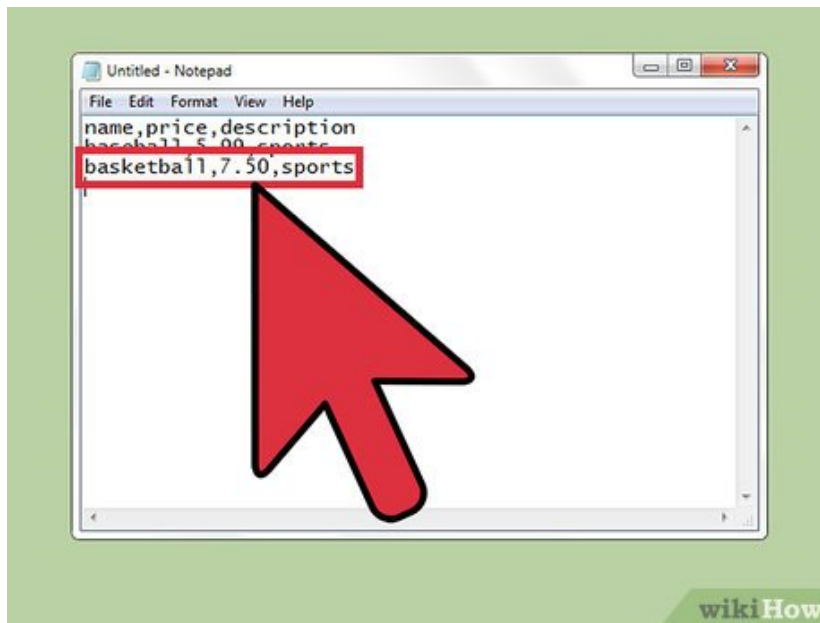 Untitled - Notepad
File Edit Format View Help
name,price,description
baseball,5.99,sports
basketball,7.50,sports
wikiHow